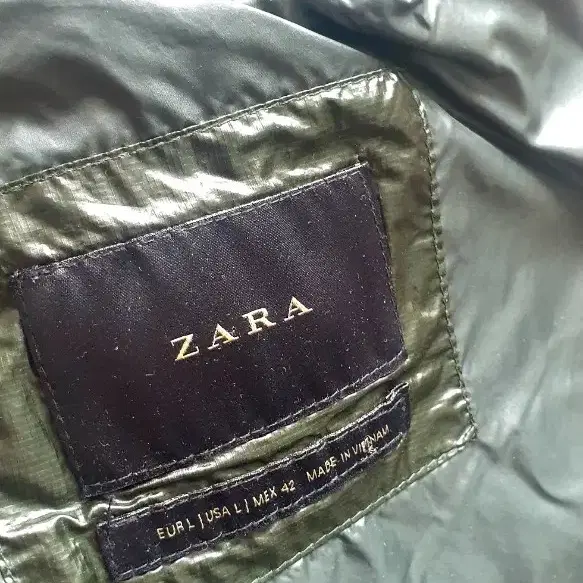 ZARA
EUR L | USA L | MEX 42 MADE IN VIETNAM